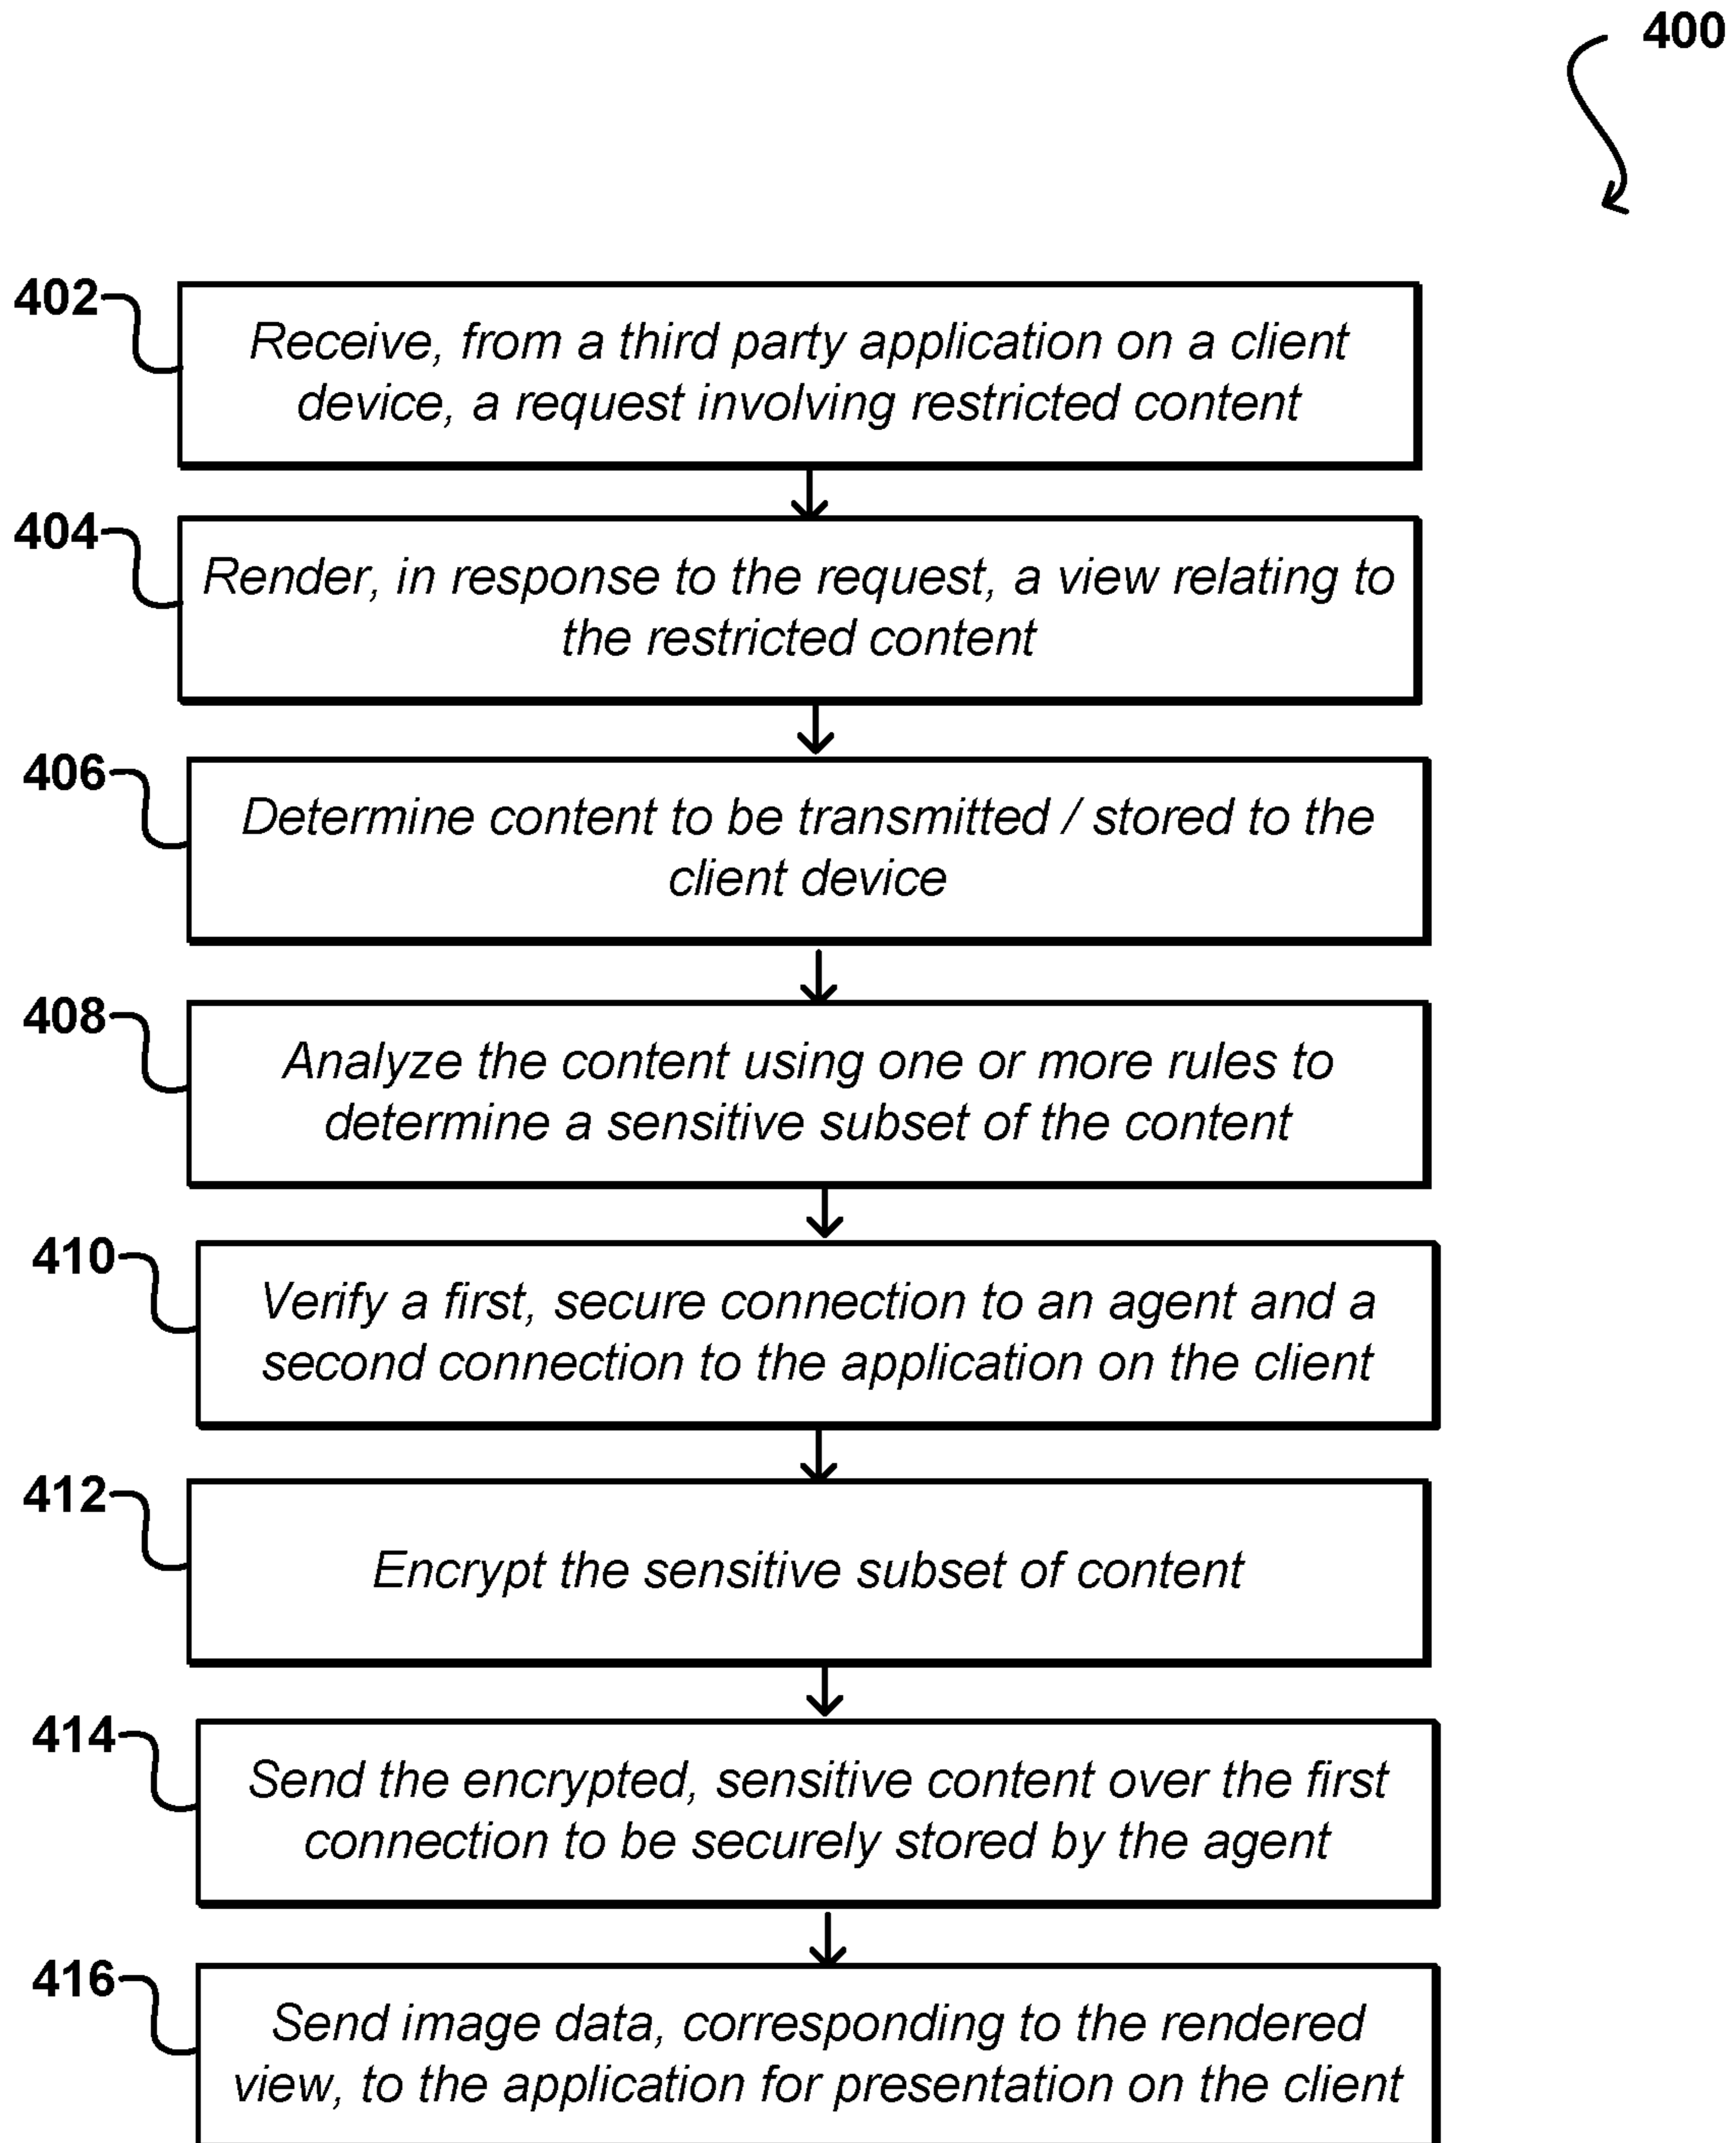 400
402
Receive, from a third party application on a client
device, a request involving restricted content
404
Render, in response to the request, a view relating to
the restricted content
406
Determine content to be transmitted / stored to the
client device
408
Analyze the content using one or more rules to
determine a sensitive subset of the content
410
Verify a first, secure connection to an agent and a
second connection to the application on the client
412
Encrypt the sensitive subset of content
414
Send the encrypted, sensitive content over the first
connection to be securely stored by the agent
416
Send image data, corresponding to the rendered
view, to the application for presentation on the client